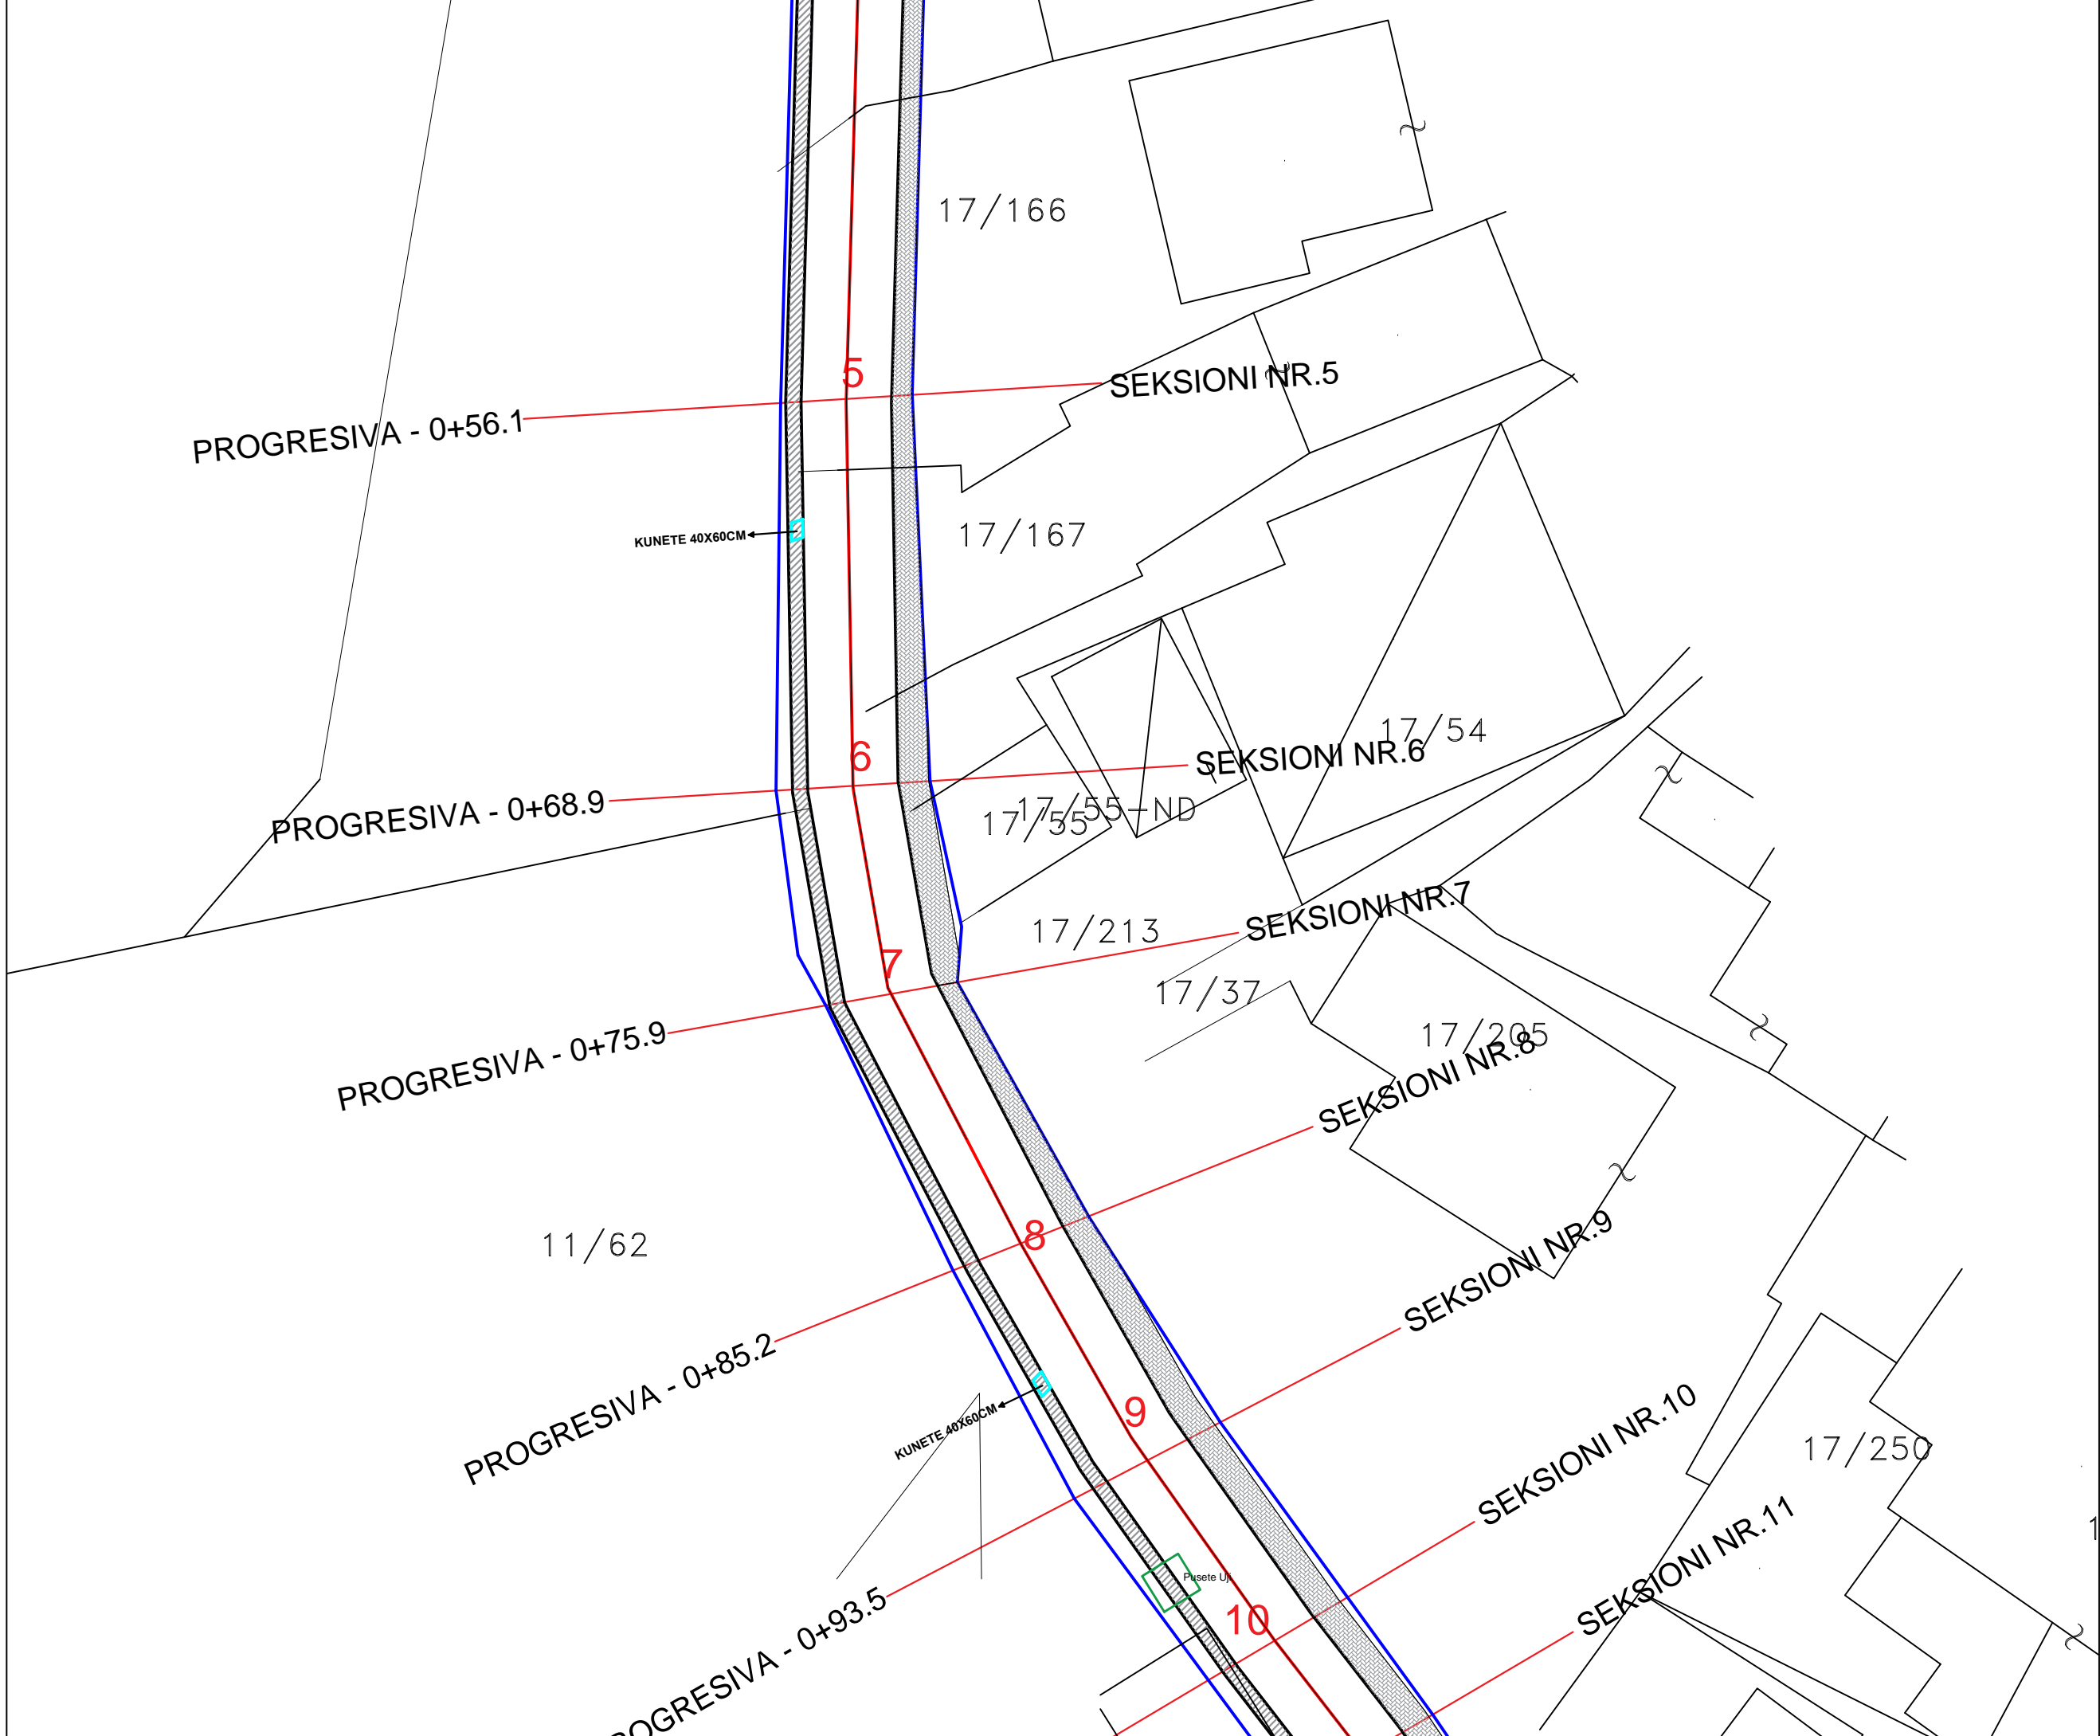 17/166
5
SEKSIONI NR.5
PROGRESIVA - 0+56.1
KUNETE 40X60CM
17/167
17/54
6
SEKSIONI NR.6
PROGRESIVA - 0+68.9
17/55-ND
17/55
SEKSIONI NR.7
17/213
7
17/37
PROGRESIVA - 0+75.9
17/205
SEKSIONI NR.8
11/62
8
SEKSIONI NR.9
PROGRESIVA - 0+85.2
KUNETE 40X60CM
9
SEKSIONI NR.10
17/250
SEKSIONI NR.11
Pusete Uji
10
PROGRESIVA - 0+93.5